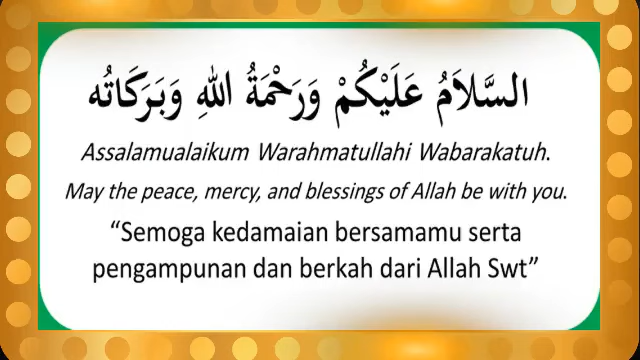 السَّلاَمُ عَلَيْكُمْ وَرَحْمَةُ اللهِ وَبَرَكَاتُه
Assalamualaikum Warahmatullahi Wabarakatuh.
May the peace, mercy, and blessings of Allah be with you.
“Semoga kedamaian bersamamu serta
pengampunan dan berkah dari Allah Swt”